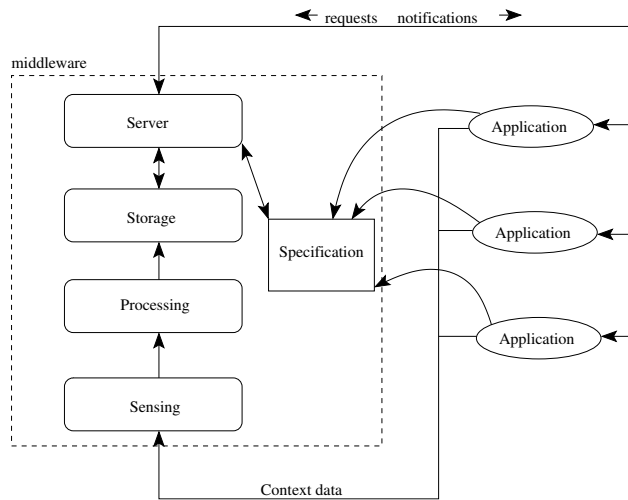 requests notifications
middleware
Server
Application
Storage
Application
Specification
Processing
Application
Sensing
Context data